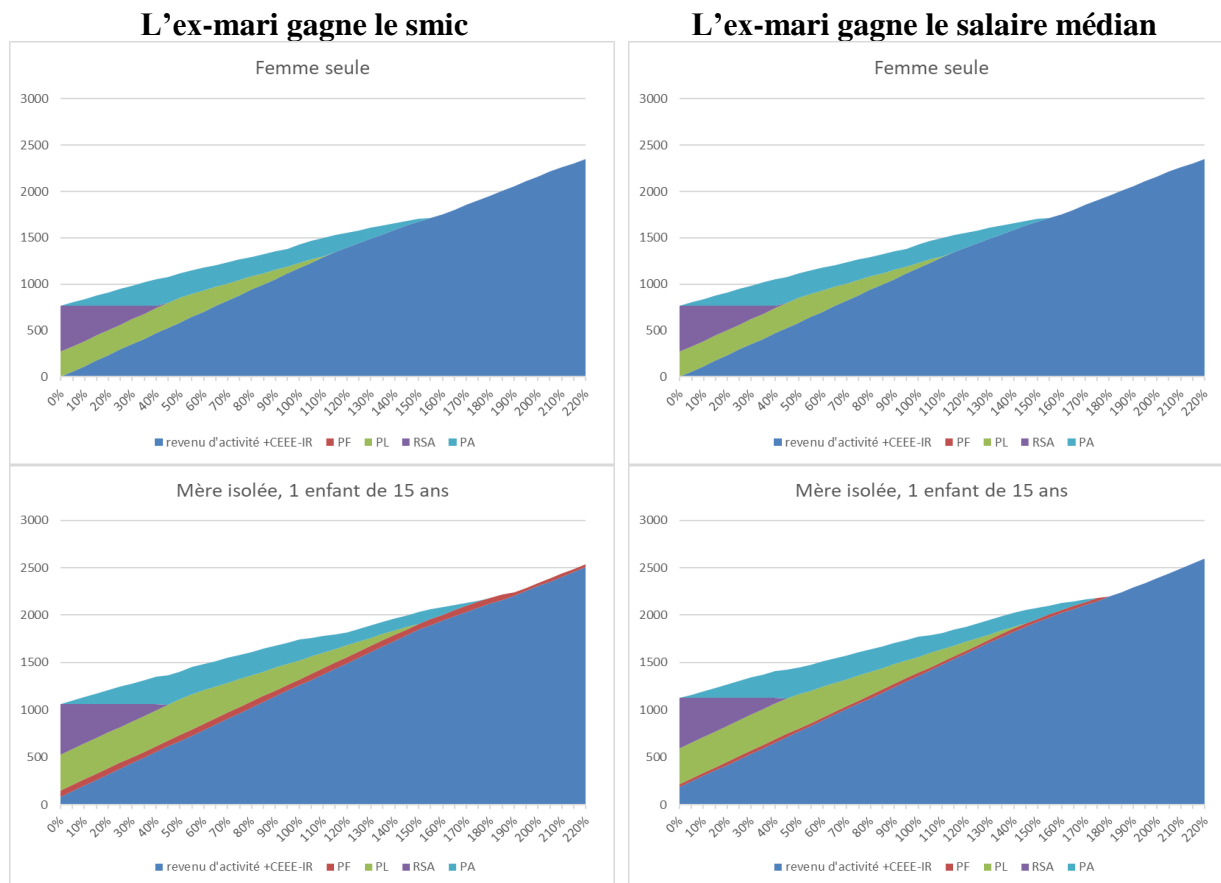 L'ex-mari gagne le smic
L'ex-mari gagne le salaire médian
Femme seule
3000
2500
2000
1500
1000
500
0
0% 10% 20% 30% 40% 50% 60% 70% 80% 90% 100% 110% 120% 130% 140% 150% 160% 170% 180% 190% 200% 210% 220%
revenu d'activité +CEEE-IR PF PL RSA PA
Femme seule
3000
2500
2000
1500
1000
500
0
0% 10% 20% 30% 40% 50% 60% 70% 80% 90% 100% 110% 120% 130% 140% 150% 160% 170% 180% 190% 200% 210% 220%
revenu d'activité +CEEE-IR PF PL RSA PA
Mère isolée, 1 enfant de 15 ans
3000
2500
2000
1500
1000
500
0
0% 10% 20% 30% 40% 50% 60% 70% 80% 90% 100% 110% 120% 130% 140% 150% 160% 170% 180% 190% 200% 210% 220%
revenu d'activité +CEEE-IR PF PL RSA PA
Mère isolée, 1 enfant de 15 ans
3000
2500
2000
1500
1000
500
0
0% 10% 20% 30% 40% 50% 60% 70% 80% 90% 100% 110% 120% 130% 140% 150% 160% 170% 180% 190% 200% 210% 220%
revenu d'activité +CEEE-IR PF PL RSA PA